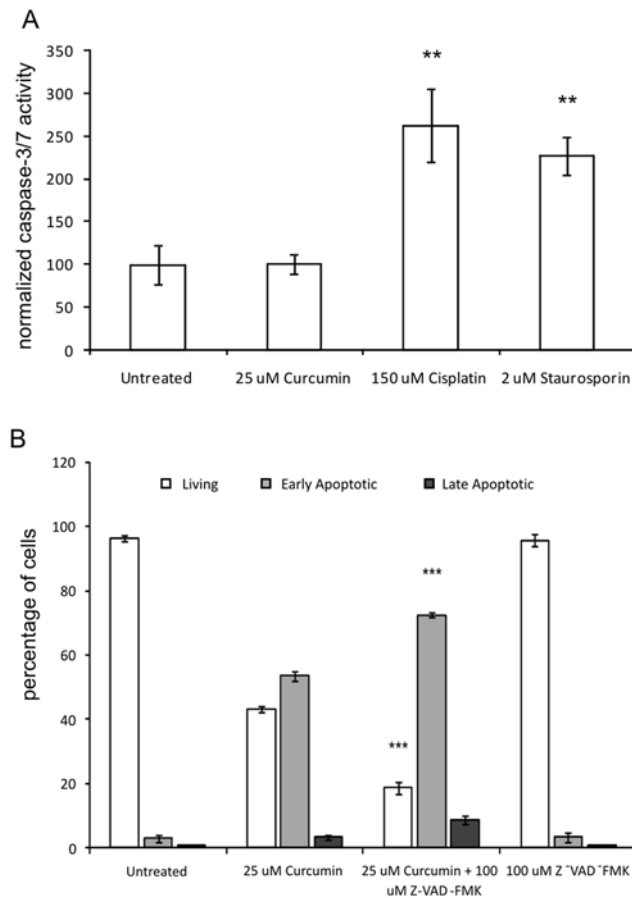 A
normalized caspase-3/7 activity
350
300
250
200
150
100
50
0
**
**
Untreated
25 uM Curcumin
150 uM Cisplatin
2 uM Staurosporin
B
percentage of cells
120
100
80
60
40
20
0
Living
Early Apoptotic
Late Apoptotic
***
***
Untreated
25 uM Curcumin
25 uM Curcumin + 100
uM Z-VAD-FMK
100 uM Z-VAD-FMK